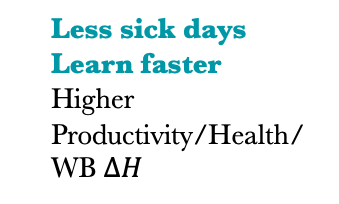 Less sick days
Learn faster
Higher
Productivity/Health/
WB ΔH